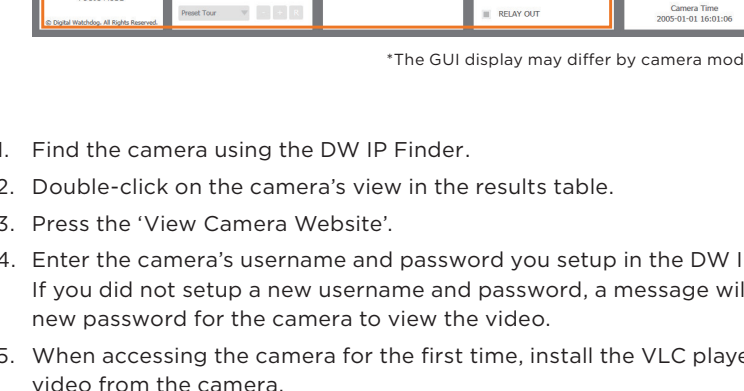 © Digital Watchdog. All Rights Reserved.
Preset Tour
RELAY OUT
Camera Time
2005-01-01 16:01:06
*The GUI display may differ by camera mod
1. Find the camera using the DW IP Finder.
2. Double-click on the camera’s view in the results table.
3. Press the ‘View Camera Website’.
4. Enter the camera’s username and password you setup in the DW I
If you did not setup a new username and password, a message wil
new password for the camera to view the video.
5. When accessing the camera for the first time, install the VLC playe
video from the camera.